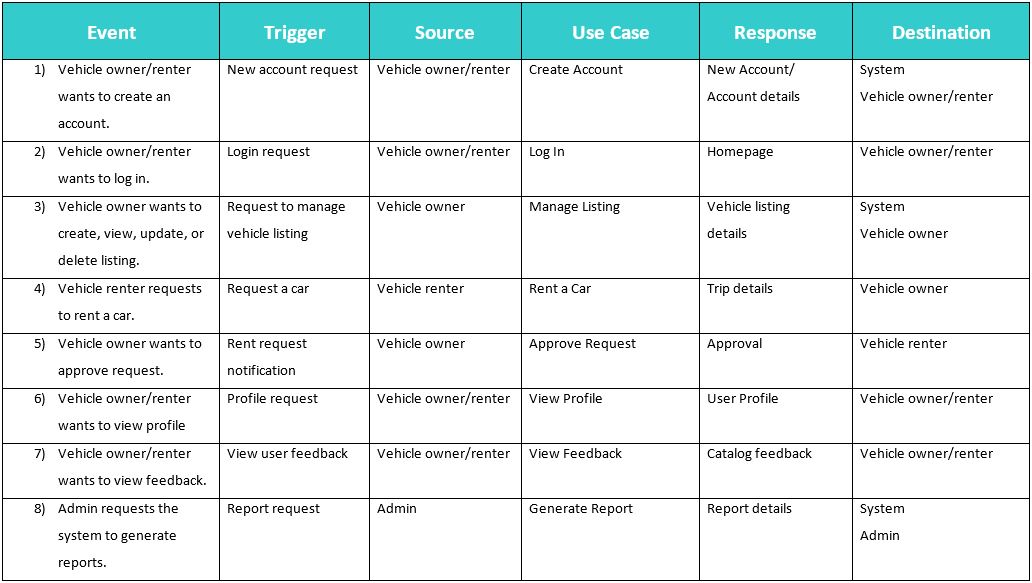 Event Trigger Source Use Case Response Destination
1) Vehicle owner/renter New account request Vehicle owner/renter Create Account New Account/ System
wants to create an Account details Vehicle owner/renter
account.
2) Vehicle owner/renter Login request Vehicle owner/renter Log In Homepage Vehicle owner/renter
wants to log in.
3) Vehicle owner wants to Request to manage Vehicle owner Manage Listing Vehicle listing System
create, view, update, or vehicle listing details Vehicle owner
delete listing.
4) Vehicle renter requests Request a car Vehicle renter Rent a Car Trip details Vehicle owner
to rent a car.
5) Vehicle owner wants to Rent request Vehicle owner Approve Request Approval Vehicle renter
approve request. notification
6) Vehicle owner/renter Profile request Vehicle owner/renter View Profile User Profile Vehicle owner/renter
wants to view profile
7) Vehicle owner/renter View user feedback Vehicle owner/renter View Feedback Catalog feedback Vehicle owner/renter
wants to view feedback.
8) Admin requests the Report request Admin Generate Report Report details System
system to generate Admin
reports.